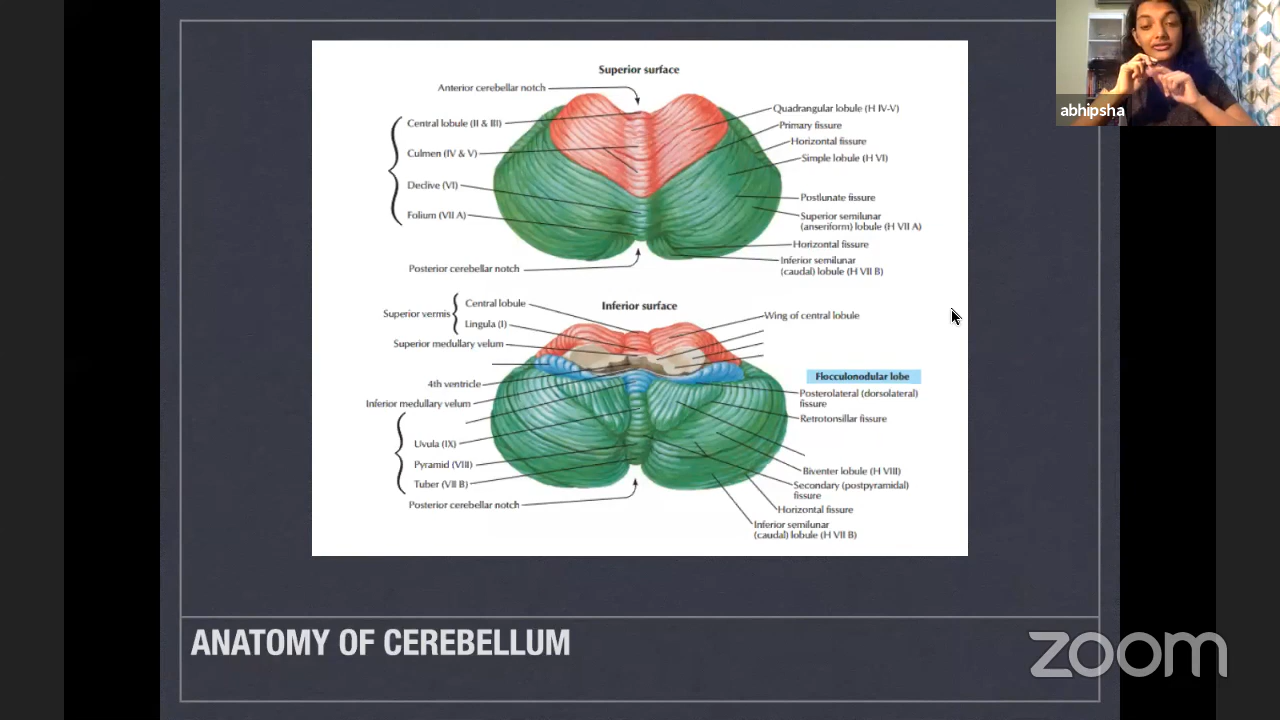 abhipsha
Superior surface
Anterior cerebellar notch
Central lobule (II & III)
Culmen (IV & V)
Declive (VI)
Folium (VII A)
Posterior cerebellar notch
Quadrangular lobule (H IV-V)
Primary fissure
Horizontal fissure
Simple lobule (H VI)
Postlunate fissure
Superior semilunar
(anseriform) lobule (H VII A)
Horizontal fissure
Inferior semilunar
(caudal) lobule (H VII B)
Inferior surface
Superior vermis
Central lobule
Lingula (I)
Superior medullary velum
4th ventricle
Inferior medullary velum
Uvula (IX)
Pyramid (VIII)
Tuber (VII B)
Posterior cerebellar notch
Wing of central lobule
Flocculonodular lobe
Posterolateral (dorsolateral)
fissure
Retrotonsillar fissure
Biventer lobule (H VIII)
Secondary (postpyramidal)
fissure
Horizontal fissure
Inferior semilunar
(caudal) lobule (H VII B)
ANATOMY OF CEREBELLUM
zoom